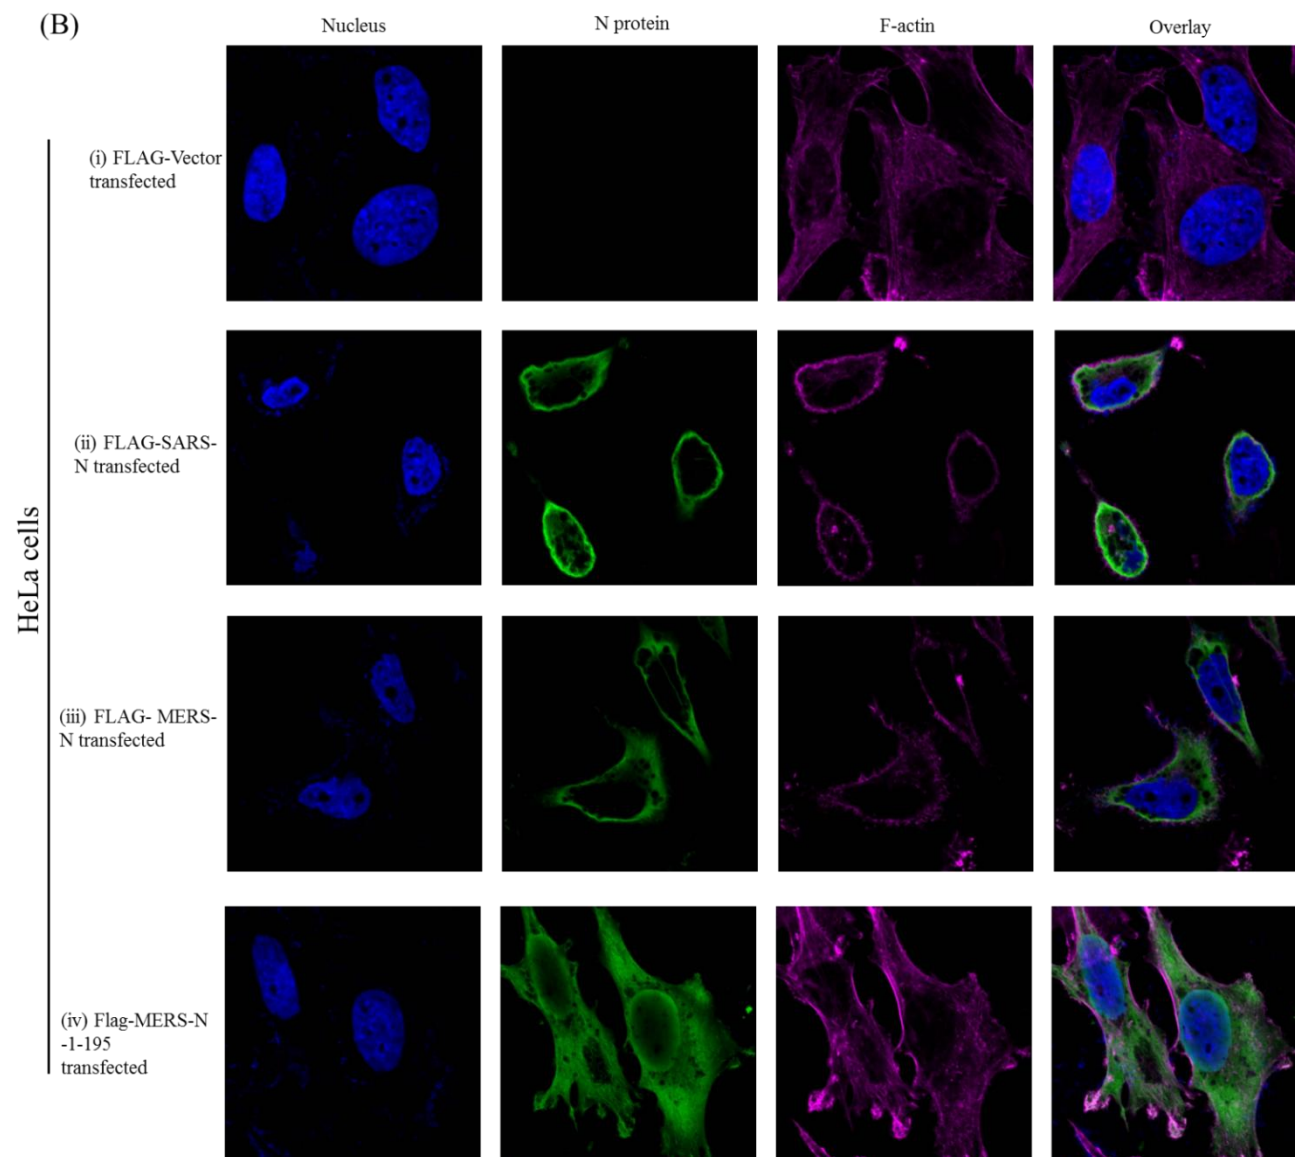 (B)
Nucleus
N protein
F-actin
Overlay
HeLa cells
(i) FLAG-Vector
transfected
(ii) FLAG-SARS-
N transfected
(iii) FLAG- MERS-
N transfected
(iv) Flag-MERS-N
-1-195
transfected